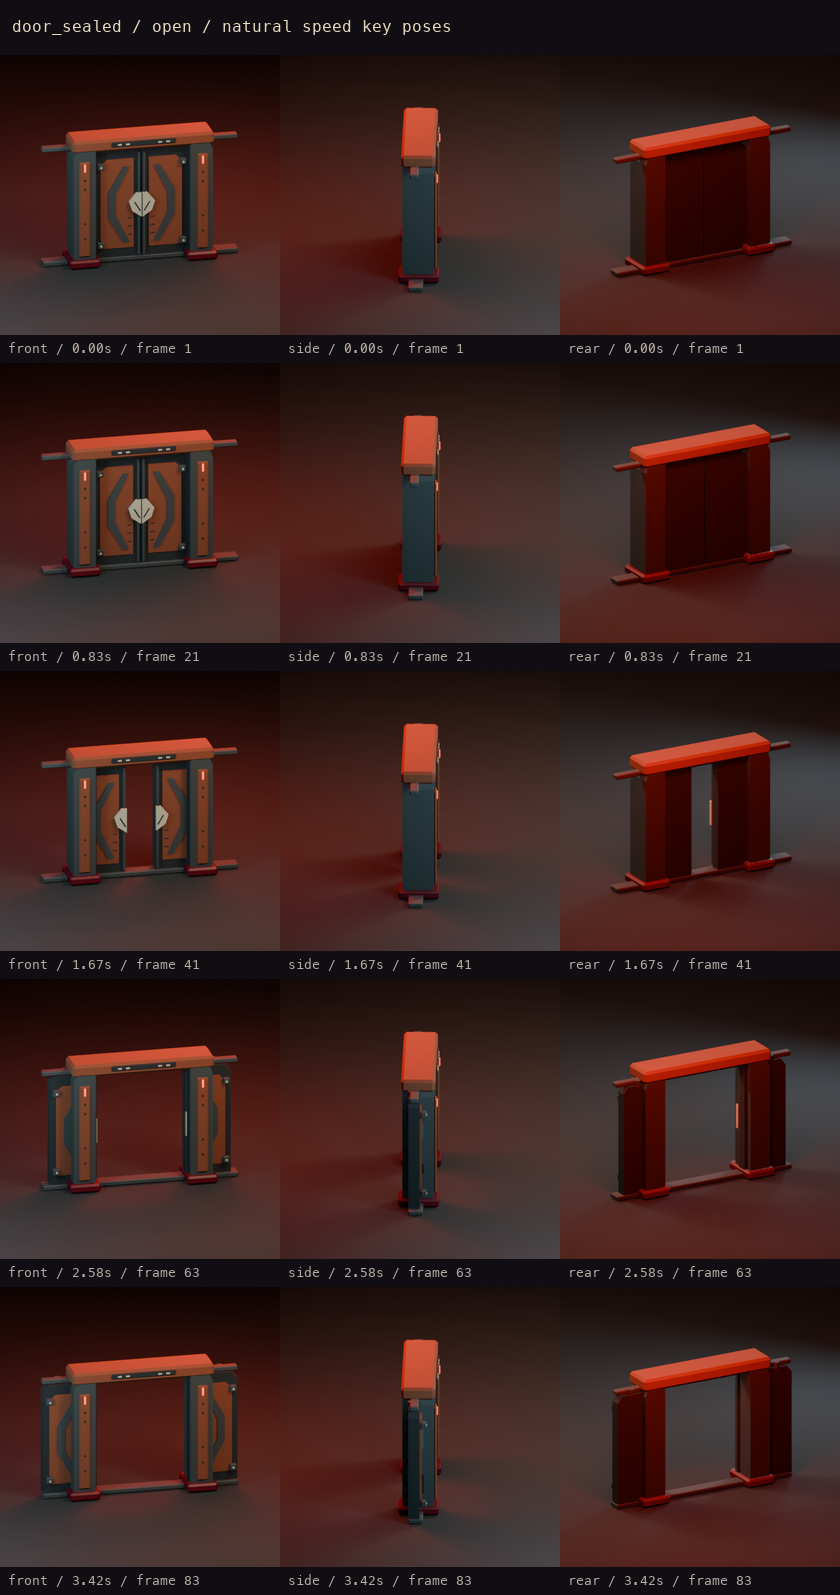 door_sealed / open / natural speed key poses
front / 0.00s / frame 1
side / 0.00s / frame 1
rear / 0.00s / frame 1
front / 0.83s / frame 21
side / 0.83s / frame 21
rear / 0.83s / frame 21
front / 1.67s / frame 41
side / 1.67s / frame 41
rear / 1.67s / frame 41
front / 2.58s / frame 63
side / 2.58s / frame 63
rear / 2.58s / frame 63
front / 3.42s / frame 83
side / 3.42s / frame 83
rear / 3.42s / frame 83